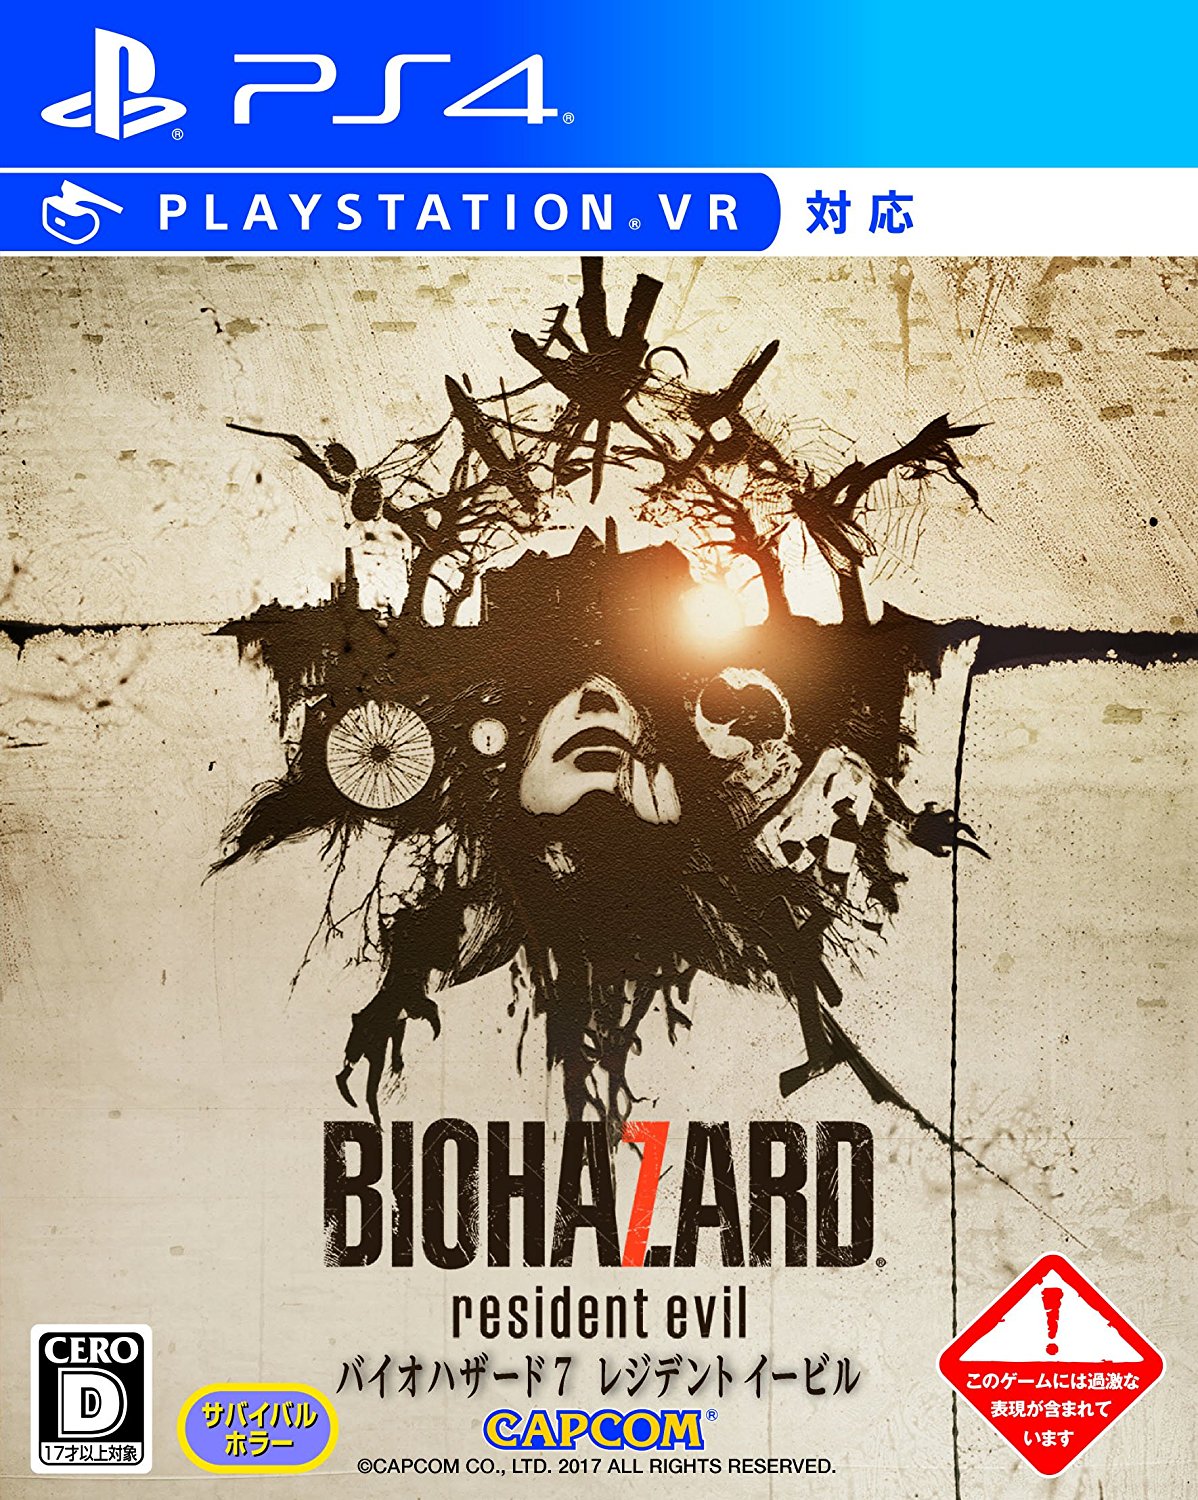 PS4®
PLAYSTATION®VR 対応
BIOHAZARD®
resident evil
バイオハザード7 レジデント イービル
CERO
D
17才以上対象
サバイバル
ホラー
CAPCOM®
©CAPCOM CO., LTD. 2017 ALL RIGHTS RESERVED.
!
このゲームには過激な
表現が含まれて
います